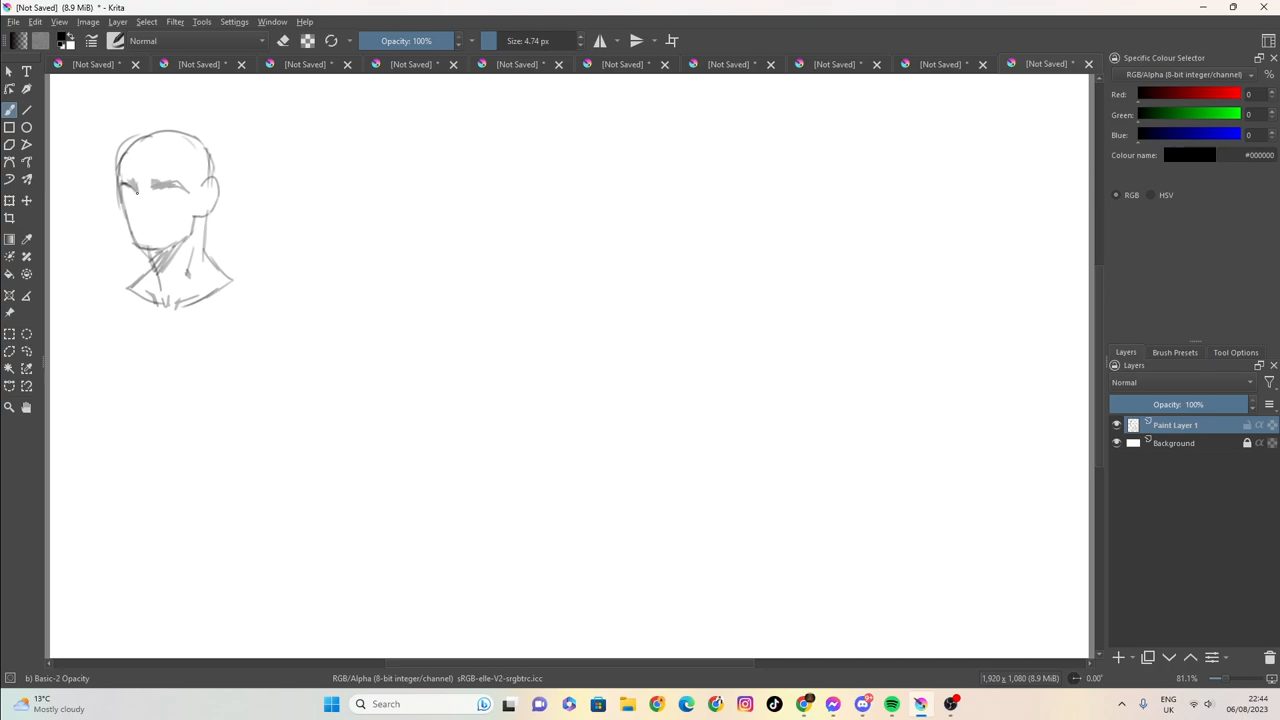 [Not Saved] (8.9 MiB) * - Krita
File Edit View Image Layer Select Filter Tools Settings Window Help
Normal Opacity: 100% Size: 4.74 px
[Not Saved] * [Not Saved] * [Not Saved] * [Not Saved] * [Not Saved] * [Not Saved] * [Not Saved] * [Not Saved] * [Not Saved] * [Not Saved] *
Specific Colour Selector
RGB/Alpha (8-bit integer/channel) %
Red: 0
Green: 0
Blue: 0
Colour name: #000000
RGB HSV
Layers Brush Presets Tool Options
Layers
Normal
Opacity: 100%
Paint Layer 1
Background
b) Basic-2 Opacity RGB/Alpha (8-bit integer/channel) sRGB-elle-V2-srgbtrc.icc 1,920 x 1,080 (8.9 MiB) 0.00° 81.1%
13°C
Mostly cloudy
Search
ENG
UK
22:44
06/08/2023